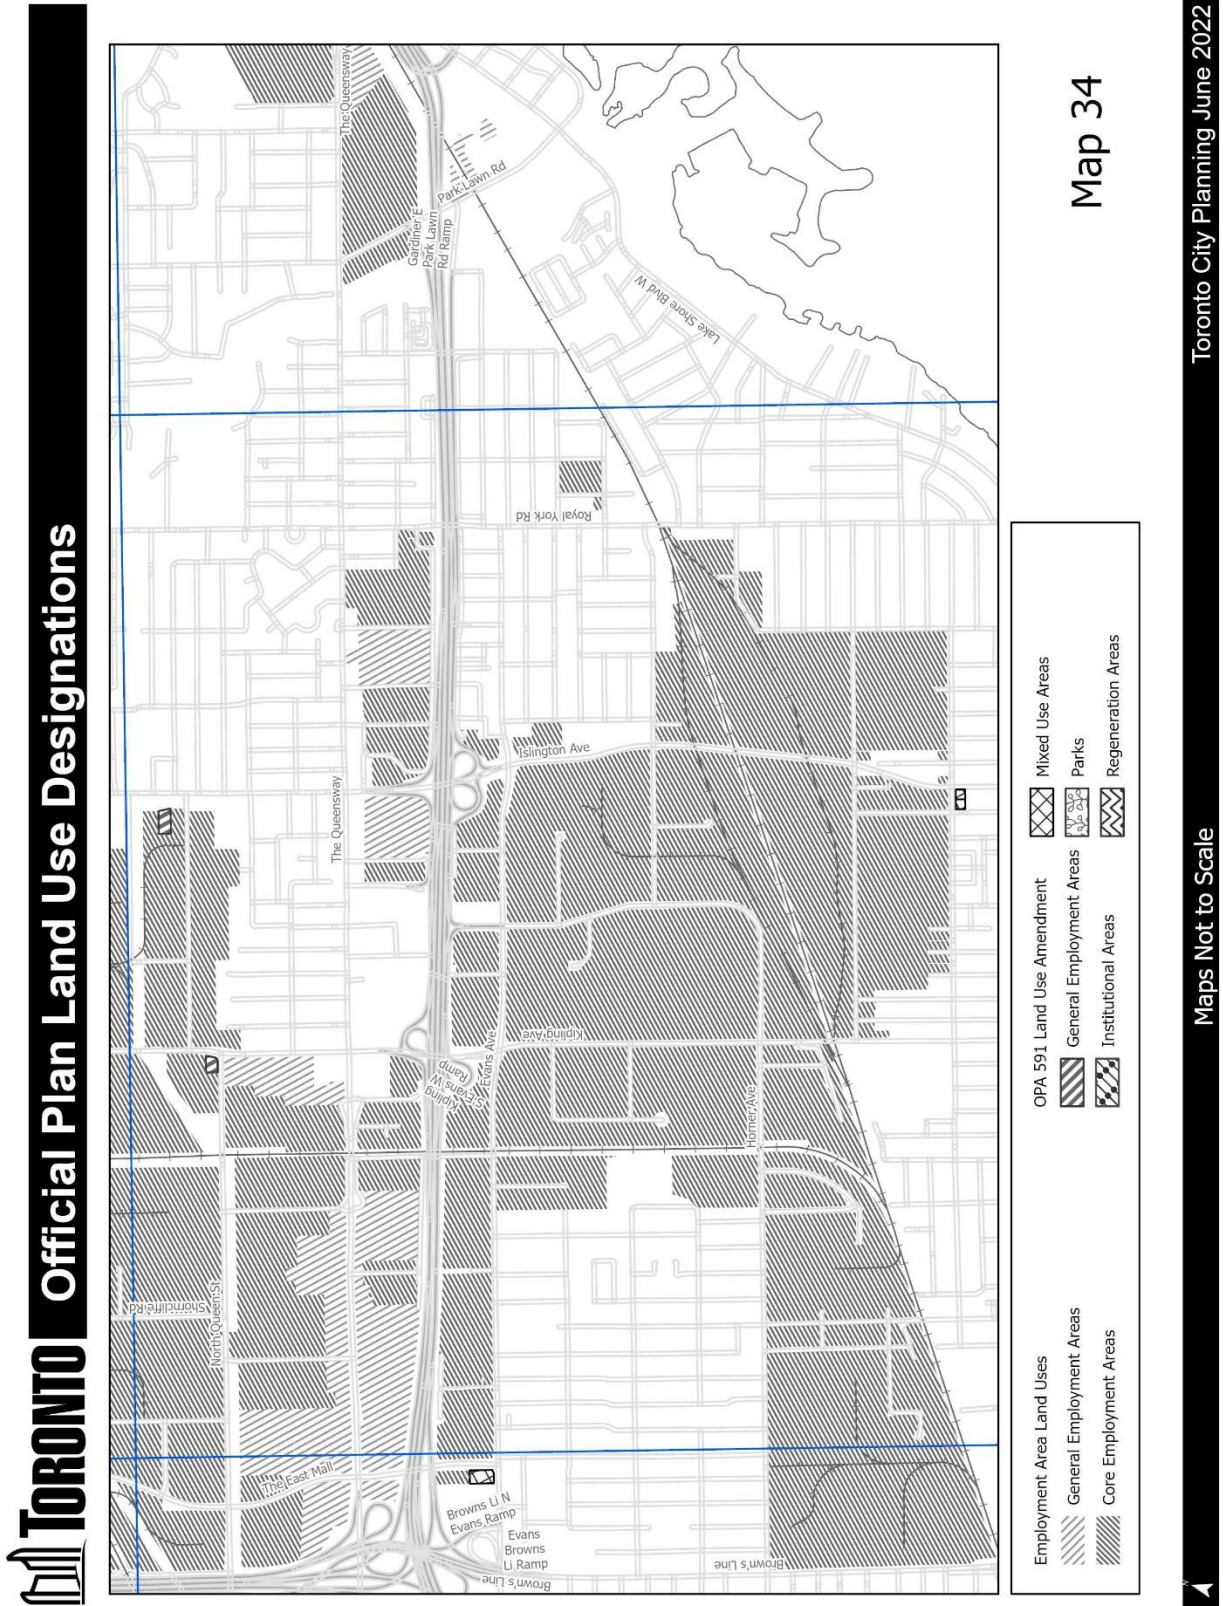 TORONTO
Official Plan Land Use Designations
The Queensway
Gardiner E
Park Lawn
Rd Ramp
Park Lawn Rd
Lake Shore Blvd W
Royal York Rd
Islington Ave
The Queensway
Kipling Ave
Evans Ave
Kipling
S Evans W
Ramp
Horner Ave
Shorncliffe Rd
North Queen St
The East Mall
Browns Li N
Evans Ramp
Evans
Browns
Li Ramp
Brown's Line
Brown's Line
Employment Area Land Uses
General Employment Areas
Core Employment Areas
OPA 591 Land Use Amendment
General Employment Areas
Institutional Areas
Mixed Use Areas
Parks
Regeneration Areas
Map 34
N
Maps Not to Scale
Toronto City Planning June 2022